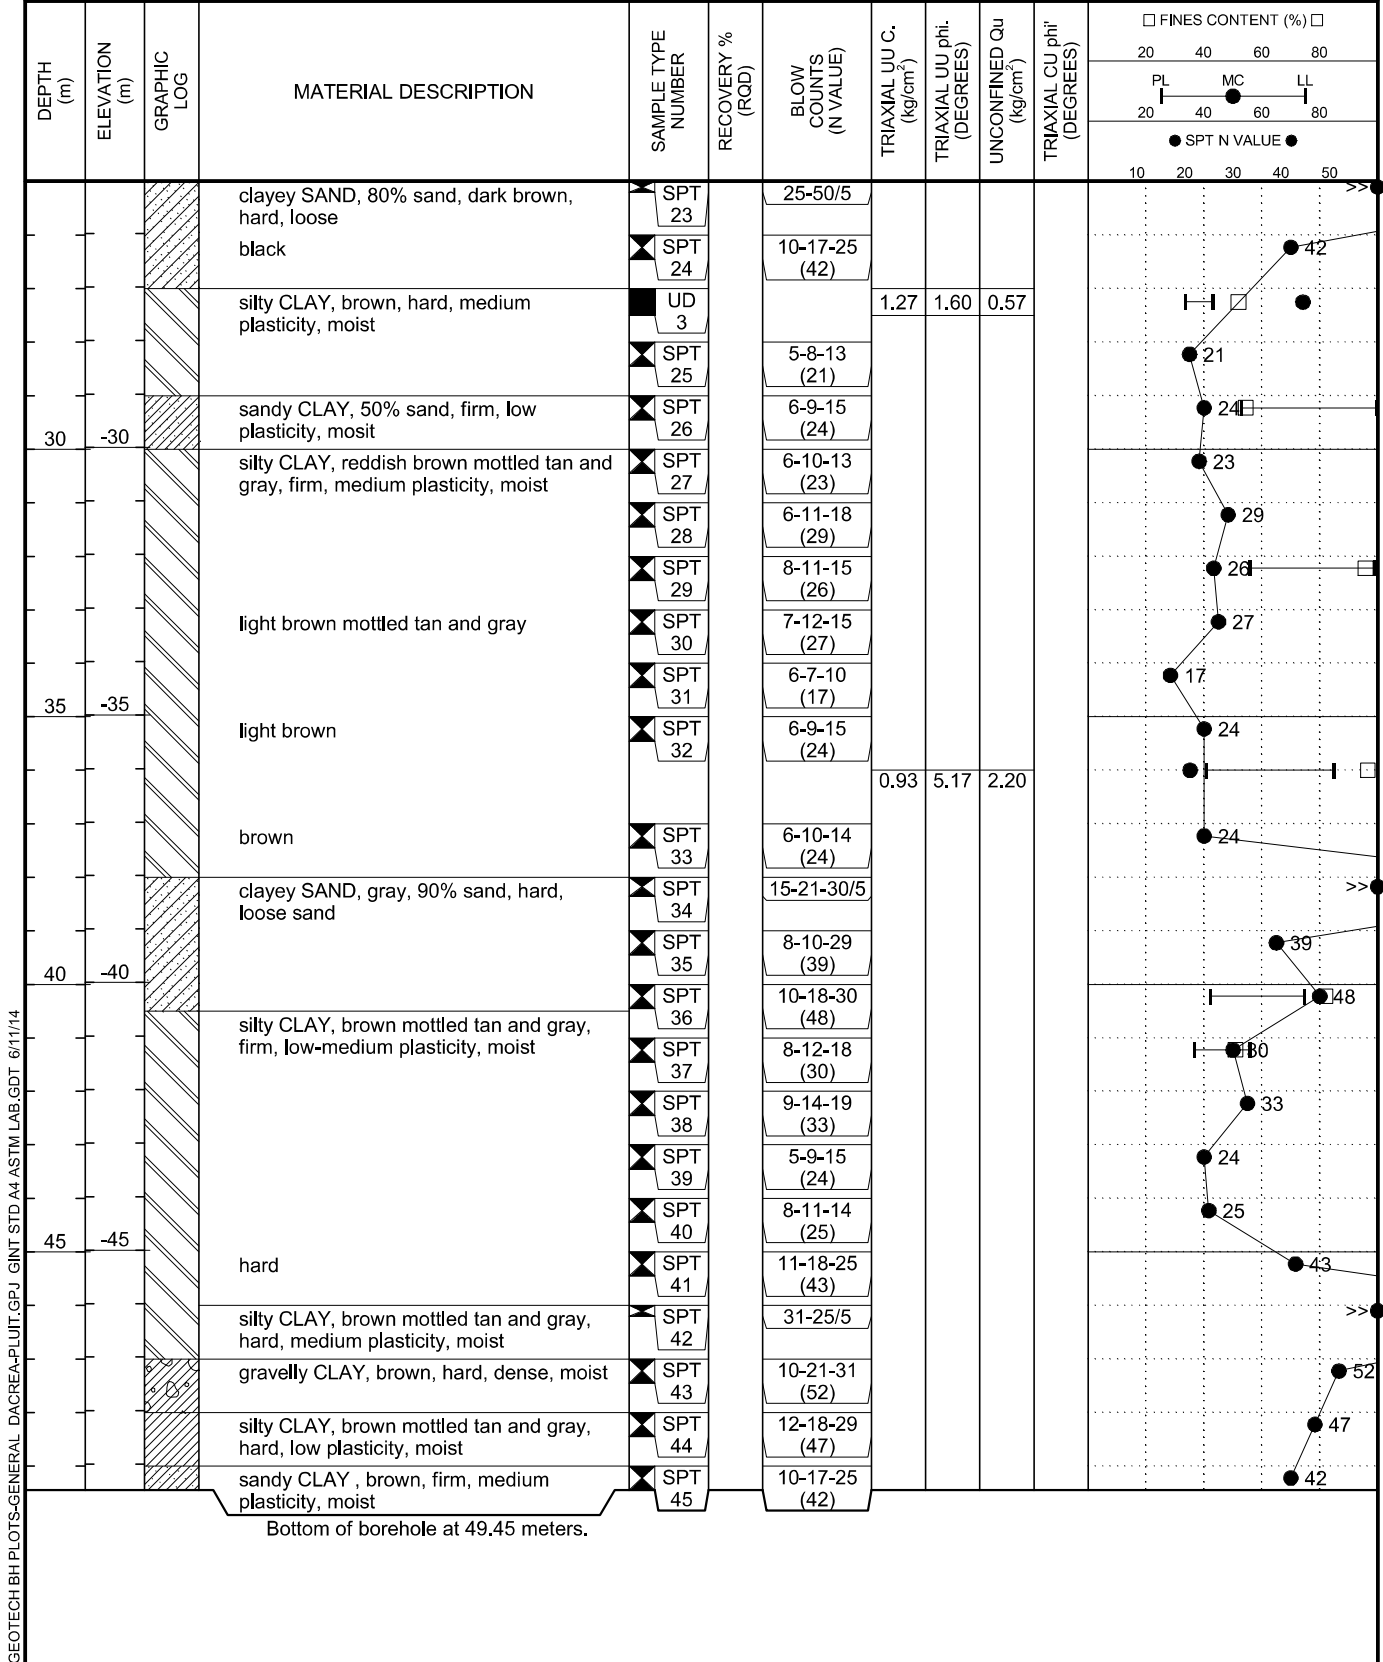 DEPTH
(m)
ELEVATION
(m)
GRAPHIC
LOG
MATERIAL DESCRIPTION
SAMPLE TYPE
NUMBER
RECOVERY %
(RQD)
BLOW
COUNTS
(N VALUE)
TRIAXIAL UU C.
(kg/cm²)
TRIAXIAL UU phi.
(DEGREES)
UNCONFINED Qu
(kg/cm²)
TRIAXIAL CU phi'
(DEGREES)
□ FINES CONTENT (%) □
20 40 60 80
PL MC LL
20 40 60 80
● SPT N VALUE ●
10 20 30 40 50
clayey SAND, 80% sand, dark brown,
hard, loose
SPT
23
25-50/5
>>
black
SPT
24
10-17-25
(42)
42
silty CLAY, brown, hard, medium
plasticity, moist
UD
3
1.27 1.60 0.57
SPT
25
5-8-13
(21)
21
sandy CLAY, 50% sand, firm, low
plasticity, mosit
SPT
26
6-9-15
(24)
24
30 -30
silty CLAY, reddish brown mottled tan and
gray, firm, medium plasticity, moist
SPT
27
6-10-13
(23)
23
SPT
28
6-11-18
(29)
29
SPT
29
8-11-15
(26)
26
light brown mottled tan and gray
SPT
30
7-12-15
(27)
27
SPT
31
6-7-10
(17)
17
35 -35
light brown
SPT
32
6-9-15
(24)
24
0.93 5.17 2.20
brown
SPT
33
6-10-14
(24)
24
clayey SAND, gray, 90% sand, hard,
loose sand
SPT
34
15-21-30/5
>>
SPT
35
8-10-29
(39)
39
40 -40
SPT
36
10-18-30
(48)
48
silty CLAY, brown mottled tan and gray,
firm, low-medium plasticity, moist
SPT
37
8-12-18
(30)
30
SPT
38
9-14-19
(33)
33
SPT
39
5-9-15
(24)
24
SPT
40
8-11-14
(25)
25
45 -45
hard
SPT
41
11-18-25
(43)
43
silty CLAY, brown mottled tan and gray,
hard, medium plasticity, moist
SPT
42
31-25/5
>>
gravelly CLAY, brown, hard, dense, moist
SPT
43
10-21-31
(52)
52
silty CLAY, brown mottled tan and gray,
hard, low plasticity, moist
SPT
44
12-18-29
(47)
47
sandy CLAY , brown, firm, medium
plasticity, moist
SPT
45
10-17-25
(42)
42
Bottom of borehole at 49.45 meters.
GEOTECH BH PLOTS-GENERAL DACREA-PLUIT.GPJ GINT STD A4 ASTM LAB.GDT 6/11/14